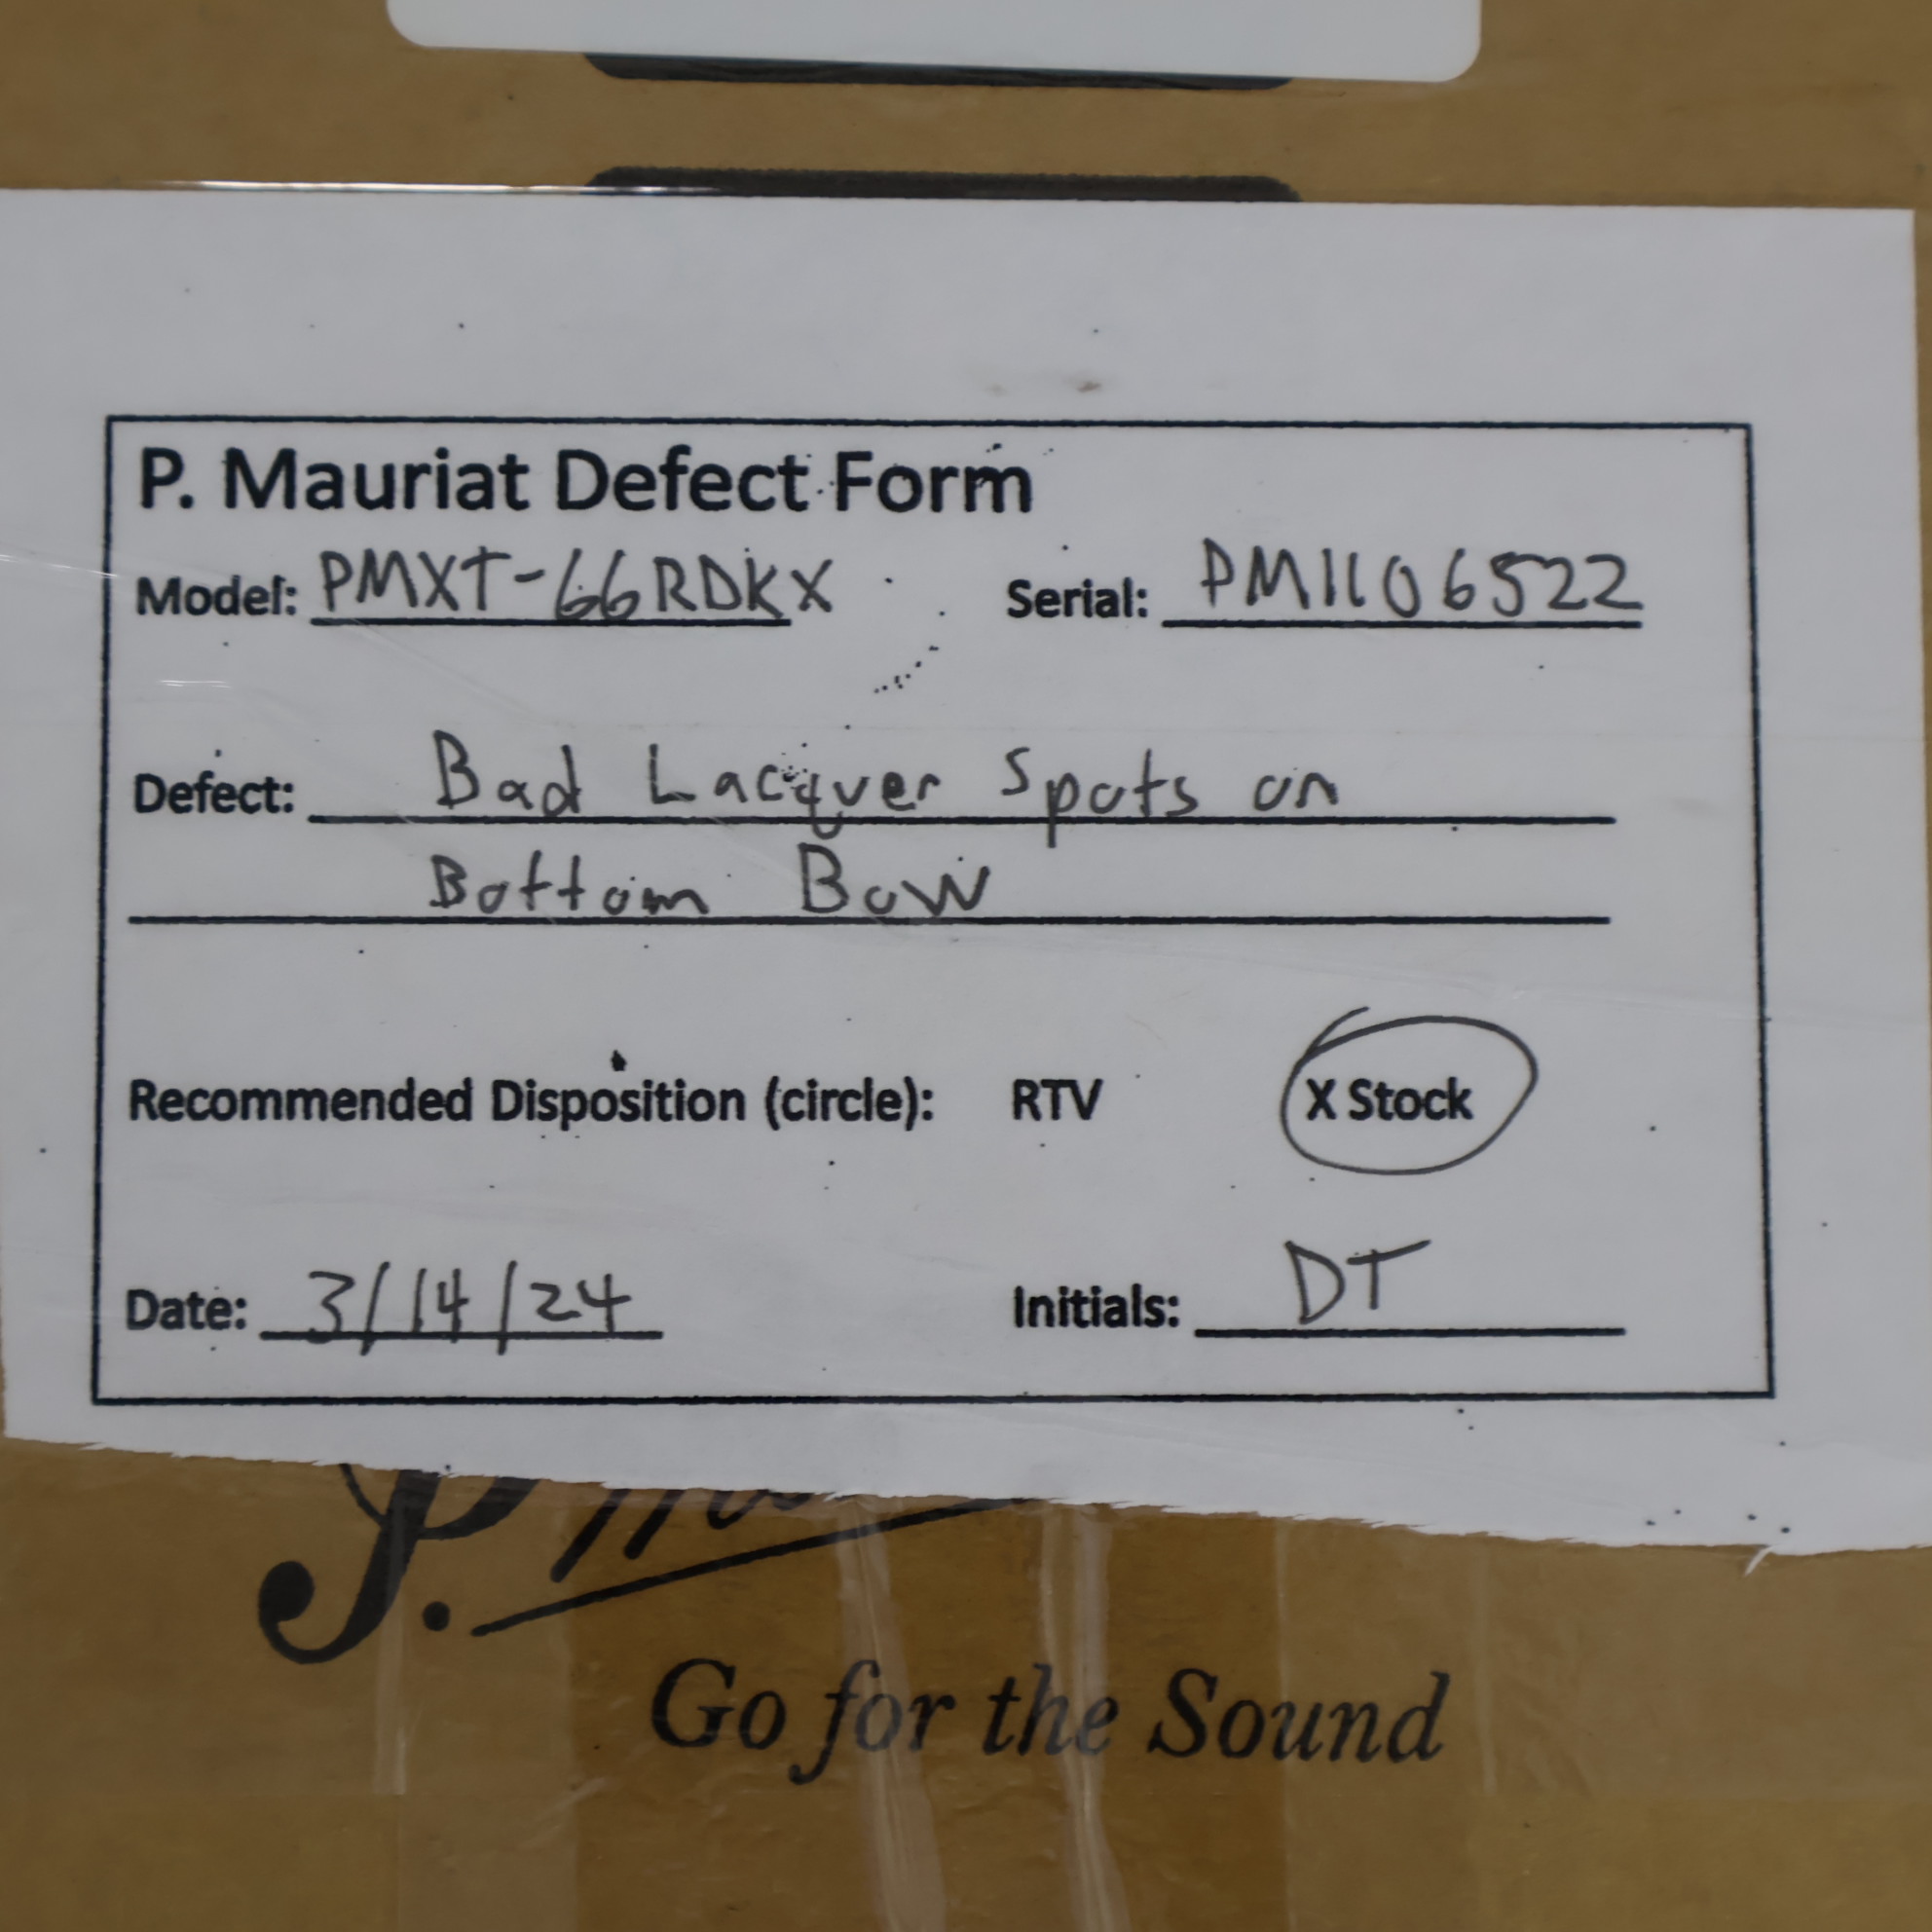 P. Mauriat Defect Form
Model: PMXT-66RDKX Serial: PM1106522
Defect: Bad Lacquer Spots on
Bottom Bow
Recommended Disposition (circle): RTV X Stock
Date: 3/14/24 Initials: DT
P.
Go for the Sound